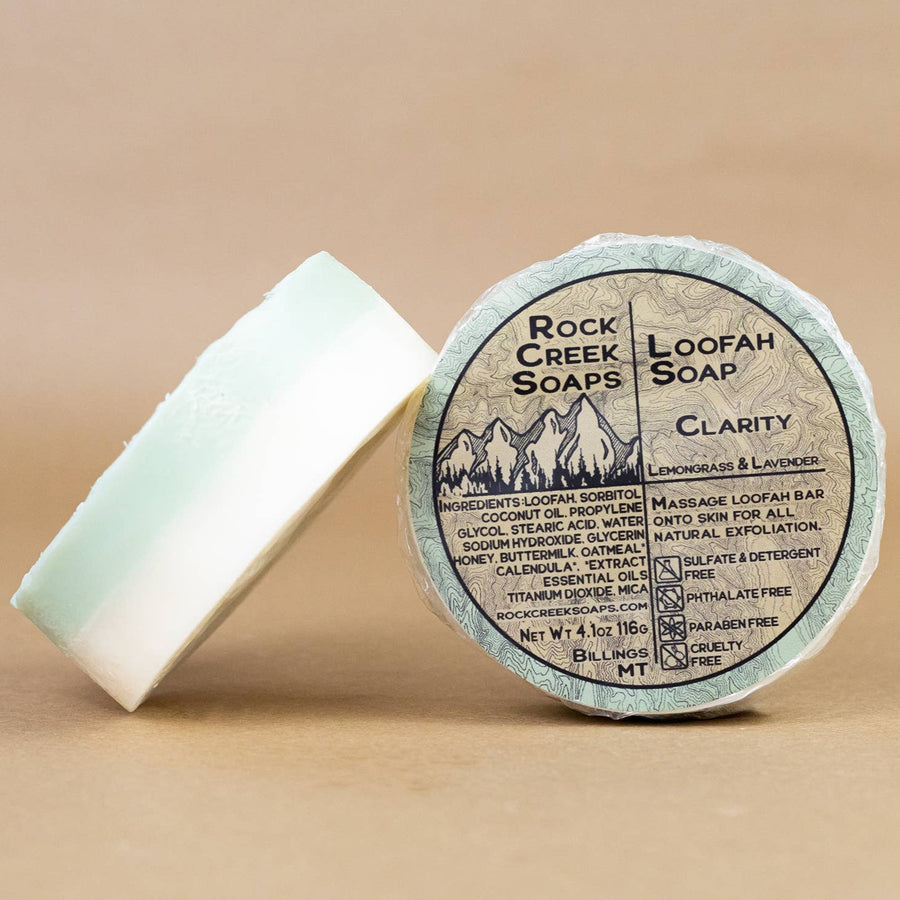 Rock
Creek
Soaps
Loofah
Soap
Clarity
Lemongrass & Lavender
Ingredients: Loofah, Sorbitol
Coconut Oil, Propylene
Glycol, Stearic Acid, Water
Sodium Hydroxide, Glycerin
Honey, Buttermilk, Oatmeal*
Calendula*, *Extract
Essential Oils
Titanium Dioxide, Mica
rockcreeksoaps.com
Net Wt 4.1oz 116g
Billings
MT
Massage loofah bar
onto skin for all
natural exfoliation.
Sulfate & Detergent
Free
Phthalate Free
Paraben Free
Cruelty
Free